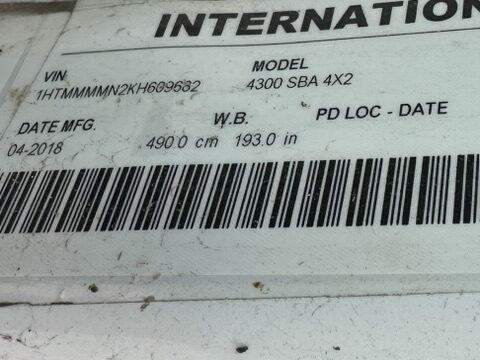 INTERNATION
VIN MODEL
1HTMMMMN2KH609682 4300 SBA 4X2
DATE MFG. W.B. PD LOC - DATE
04-2018 490.0 cm 193.0 in